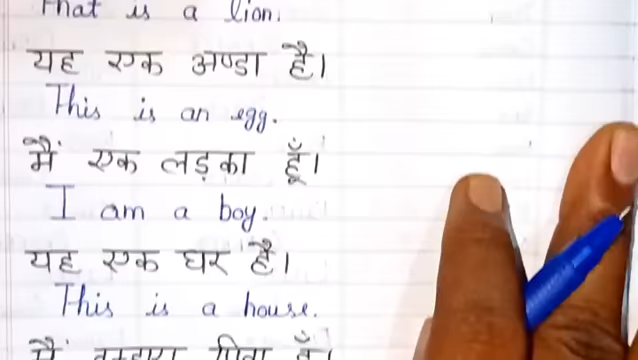 That is a lion.
यह एक अण्डा है।
This is an egg.
मैं एक लड़का हूँ।
I am a boy.
यह एक घर है।
This is a house.
मैं तुम्हारा पिता हूँ।